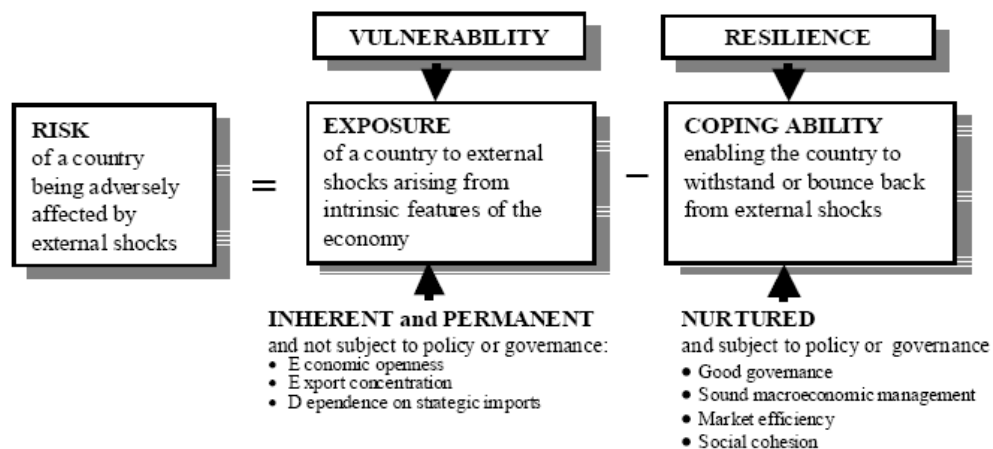 VULNERABILITY
RESILIENCE
RISK
of a country
being adversely
affected by
external shocks
=
EXPOSURE
of a country to external
shocks arising from
intrinsic features of the
economy
–
COPING ABILITY
enabling the country to
withstand or bounce back
from external shocks
INHERENT and PERMANENT
and not subject to policy or governance:
• E conomic openness
• E xport concentration
• D ependence on strategic imports
NURTURED
and subject to policy or governance
• Good governance
• Sound macroeconomic management
• Market efficiency
• Social cohesion